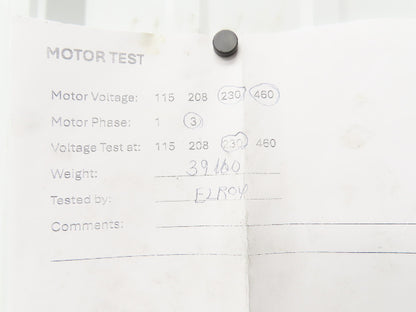 MOTOR TEST
Motor Voltage: 115 208 230 460
Motor Phase: 1 3
Voltage Test at: 115 208 230 460
Weight:
Tested by: ELROY
Comments: